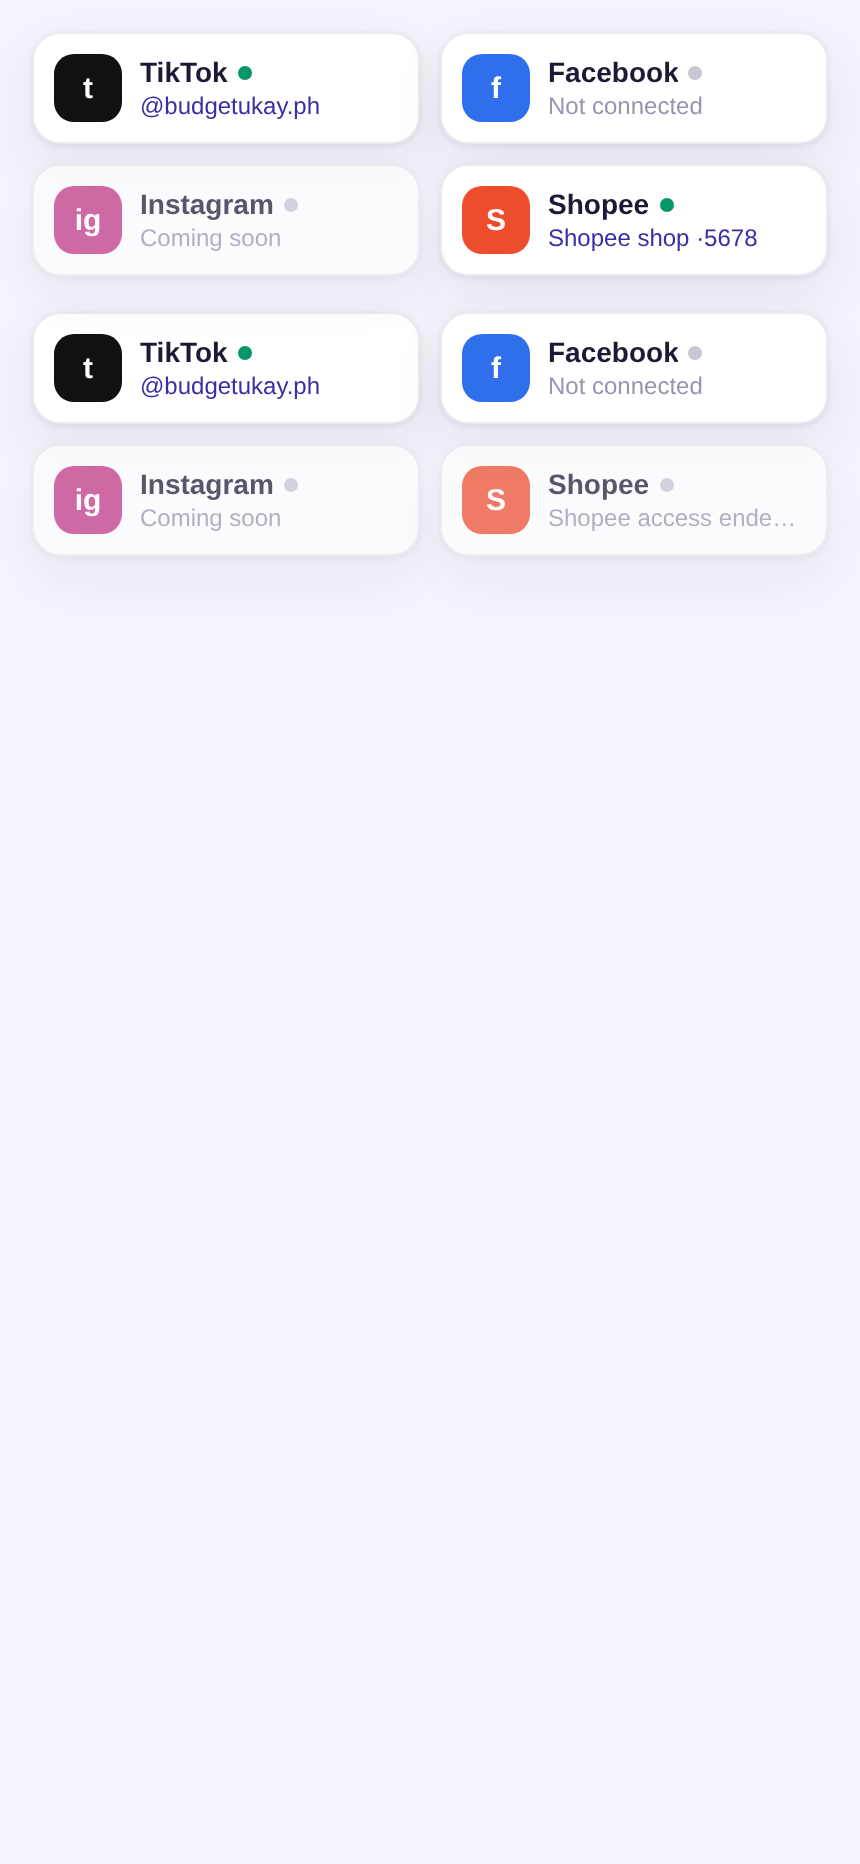 t
TikTok
@budgetukay.ph
f
Facebook
Not connected
ig
Instagram
Coming soon
S
Shopee
Shopee shop ·5678
t
TikTok
@budgetukay.ph
f
Facebook
Not connected
ig
Instagram
Coming soon
S
Shopee
Shopee access ende…